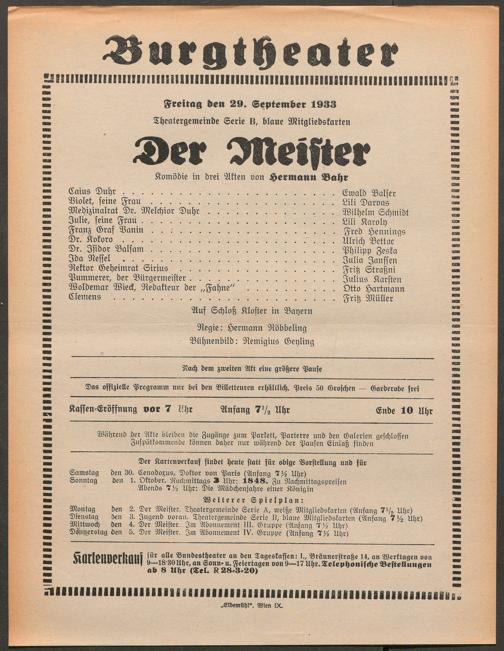 Burgtheater
Freitag den 29. September 1933
Theatergemeinde Serie B, blaue Mitgliedskarten
Der Meister
Komödie in drei Akten von Hermann Bahr
Caius Duhr . . . . . Ewald Balser
Violet, seine Frau . . . . . Lili Darvas
Medizinalrat Dr. Melchior Duhr . . . . . Wilhelm Schmidt
Julie, seine Frau . . . . . Lili Karoly
Franz Graf Vanin . . . . . Fred Hennings
Dr. Kokoro . . . . . Ulrich Bettac
Dr. Isidor Balsam . . . . . Philipp Zeska
Ida Nessel . . . . . Julia Janssen
Rektor Geheimrat Sirius . . . . . Fritz Straßni
Pummerer, der Bürgermeister . . . . . Julius Karsten
Woldemar Wieck, Redakteur der „Fahne“ . . . . . Otto Hartmann
Clemens . . . . . Fritz Müller
Auf Schloß Kloster in Bayern
Regie: Hermann Röbbeling
Bühnenbild: Remigius Geyling
Nach dem zweiten Akt eine größere Pause
Das offizielle Programm nur bei den Billetteuren erhältlich. Preis 50 Groschen — Garderobe frei
Kassen-Eröffnung vor 7 Uhr Anfang 7½ Uhr Ende 10 Uhr
Während der Akte bleiben die Zugänge zum Parkett, Parterre und den Galerien geschlossen
Zuspätkommende können daher nur während der Pausen Einlaß finden
Der Kartenverkauf findet heute statt für obige Vorstellung und für
Samstag den 30. Cenodoxus, Doktor von Paris (Anfang 7½ Uhr)
Sonntag den 1. Oktober. Nachmittags 3 Uhr: 1848. Zu Nachmittagspreisen
Abends 7½ Uhr: Die Mädchenjahre einer Königin
Weiterer Spielplan:
Montag den 2. Der Meister. Theatergemeinde Serie A, weiße Mitgliedskarten (Anfang 7½ Uhr)
Dienstag den 3. Jugend voran. Theatergemeinde Serie B, blaue Mitgliedskarten (Anfang 7½ Uhr)
Mittwoch den 4. Der Meister. Im Abonnement III. Gruppe (Anfang 7½ Uhr)
Donnerstag den 5. Der Meister. Im Abonnement IV. Gruppe (Anfang 7½ Uhr)
Kartenverkauf für alle Bundestheater an den Tageskassen: I., Bräunerstraße 14, an Werktagen von
9—18·30 Uhr, an Sonn- u. Feiertagen von 9—17 Uhr. Telephonische Bestellungen
ab 8 Uhr (Tel. R 28-3-20)
„Elbemühl“, Wien IX.